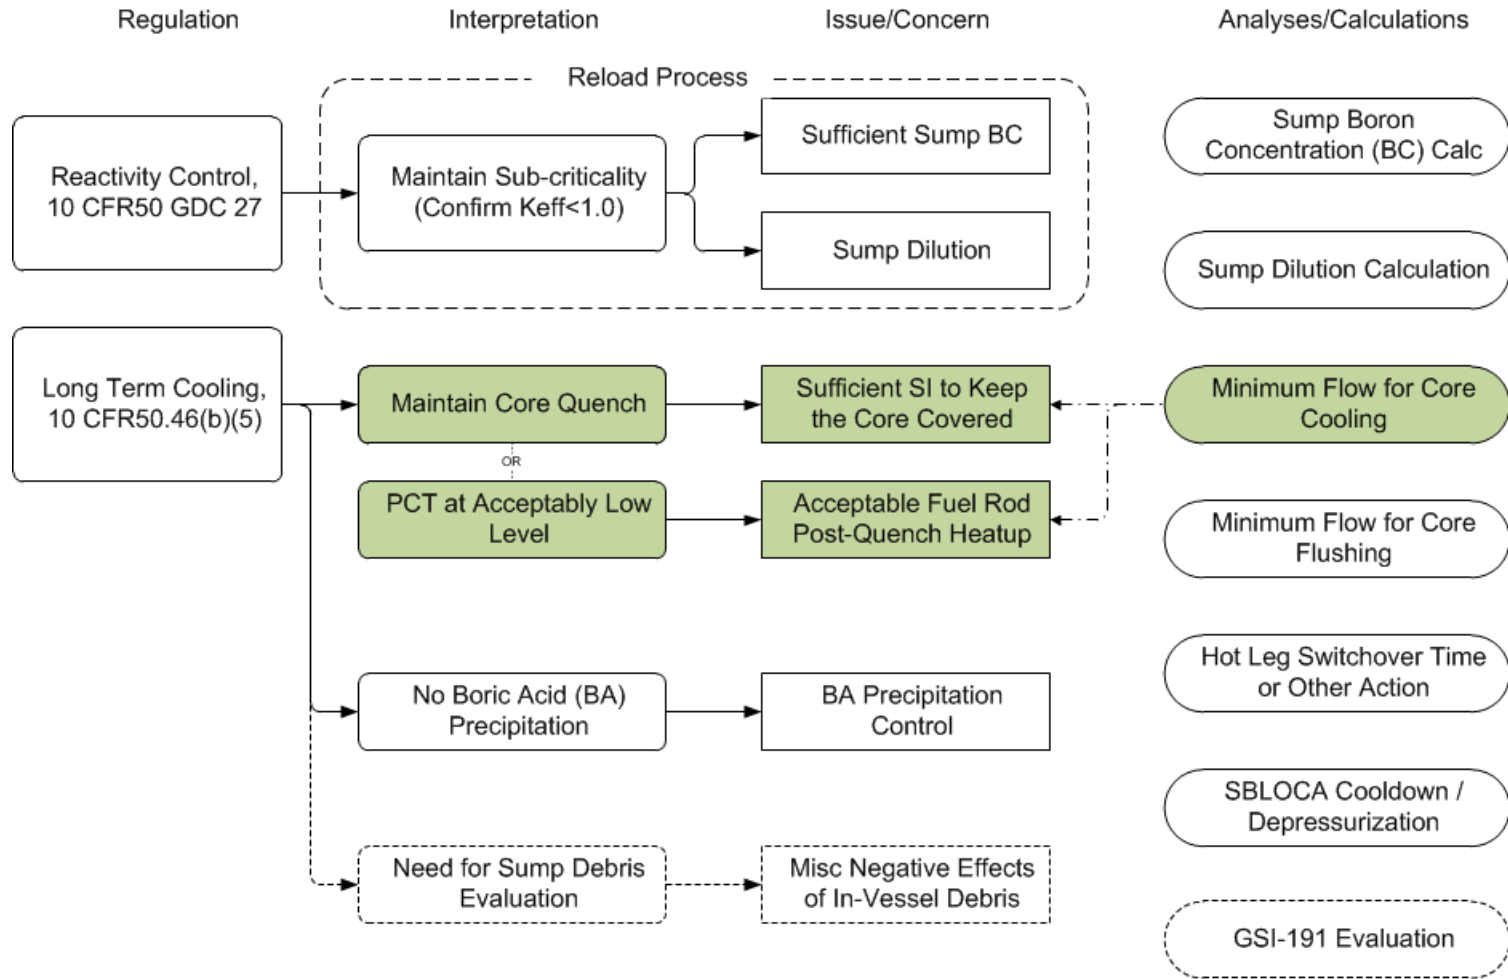 Regulation
Interpretation
Issue/Concern
Analyses/Calculations
Reload Process
Reactivity Control,
10 CFR50 GDC 27
Maintain Sub-criticality
(Confirm Keff<1.0)
Sufficient Sump BC
Sump Dilution
Sump Boron
Concentration (BC) Calc
Sump Dilution Calculation
Long Term Cooling,
10 CFR50.46(b)(5)
Maintain Core Quench
Sufficient SI to Keep
the Core Covered
Minimum Flow for Core
Cooling
OR
PCT at Acceptably Low
Level
Acceptable Fuel Rod
Post-Quench Heatup
Minimum Flow for Core
Flushing
No Boric Acid (BA)
Precipitation
BA Precipitation
Control
Hot Leg Switchover Time
or Other Action
SBLOCA Cooldown /
Depressurization
Need for Sump Debris
Evaluation
Misc Negative Effects
of In-Vessel Debris
GSI-191 Evaluation